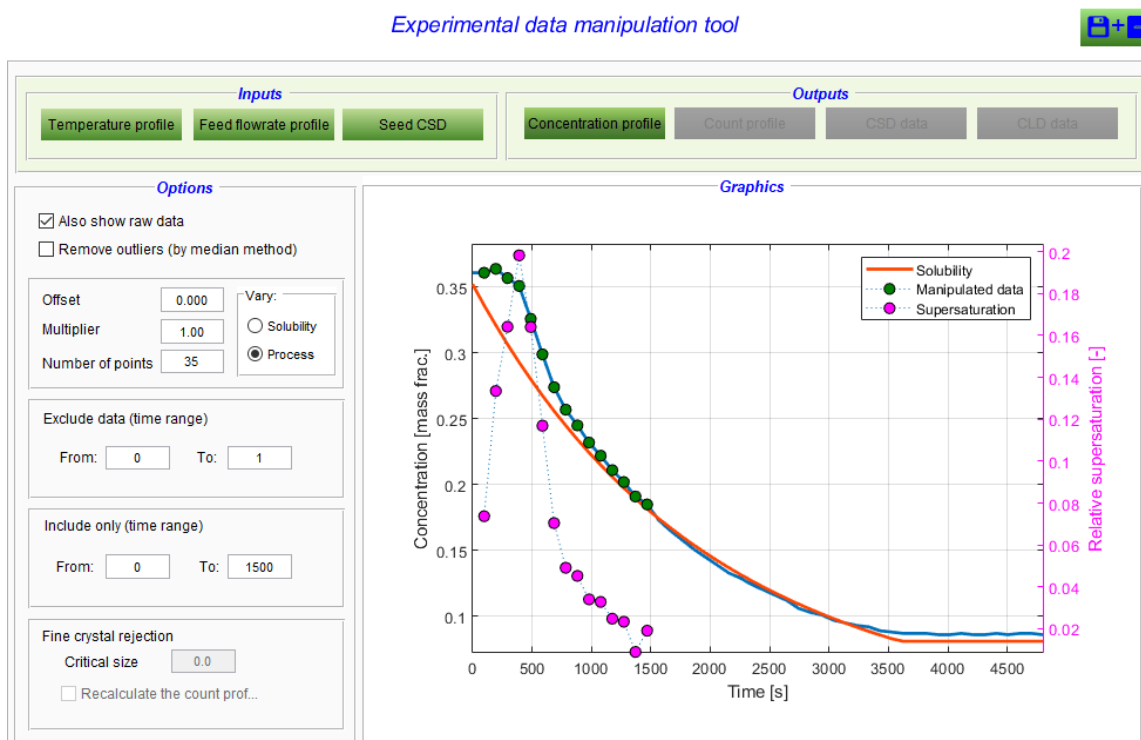 Experimental data manipulation tool
+
Inputs
Temperature profile
Feed flowrate profile
Seed CSD
Outputs
Concentration profile
Count profile
CSD data
CLD data
Options
Also show raw data
Remove outliers (by median method)
Offset
0.000
Multiplier
1.00
Number of points
35
Vary:
Solubility
Process
Exclude data (time range)
From:
0
To:
1
Include only (time range)
From:
0
To:
1500
Fine crystal rejection
Critical size
0.0
Recalculate the count prof...
Graphics
Solubility
Manipulated data
Supersaturation
Concentration [mass frac.]
0.35
0.3
0.25
0.2
0.15
0.1
0
500
1000
1500
2000
2500
3000
3500
4000
4500
Time [s]
0.2
0.18
0.16
0.14
0.12
0.1
0.08
0.06
0.04
0.02
Relative supersaturation [-]